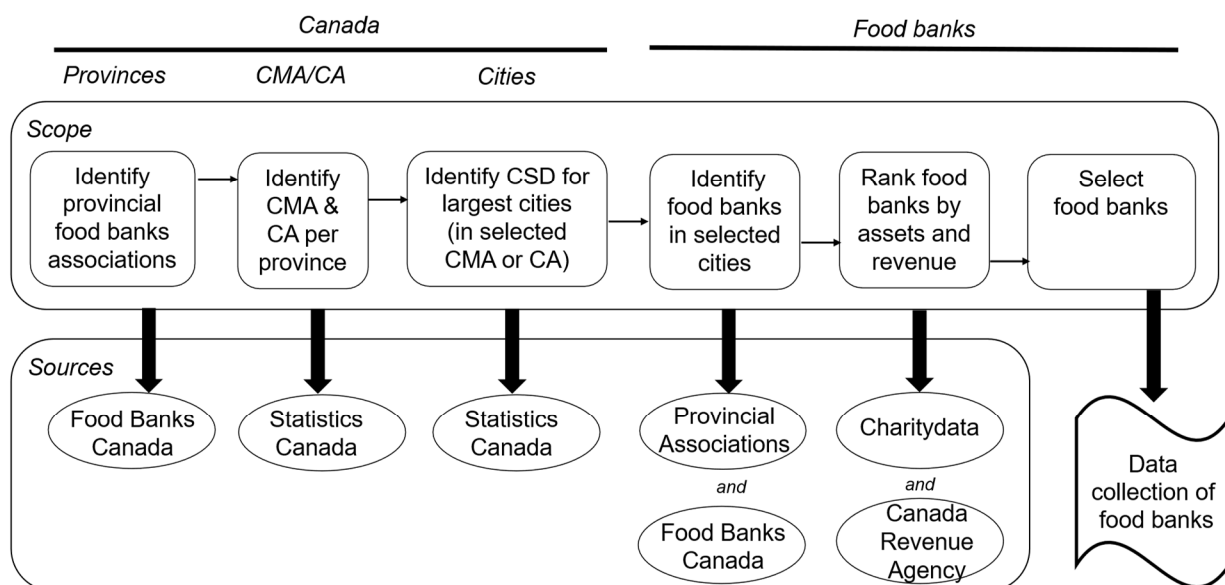 Canada
Food banks
Provinces
CMA/CA
Cities
Scope
Identify
provincial
food banks
associations
Identify
CMA &
CA per
province
Identify CSD for
largest cities
(in selected
CMA or CA)
Identify
food banks
in selected
cities
Rank food
banks by
assets and
revenue
Select
food banks
Sources
Food Banks
Canada
Statistics
Canada
Statistics
Canada
Provincial
Associations
and
Food Banks
Canada
Charitydata
and
Canada
Revenue
Agency
Data
collection of
food banks